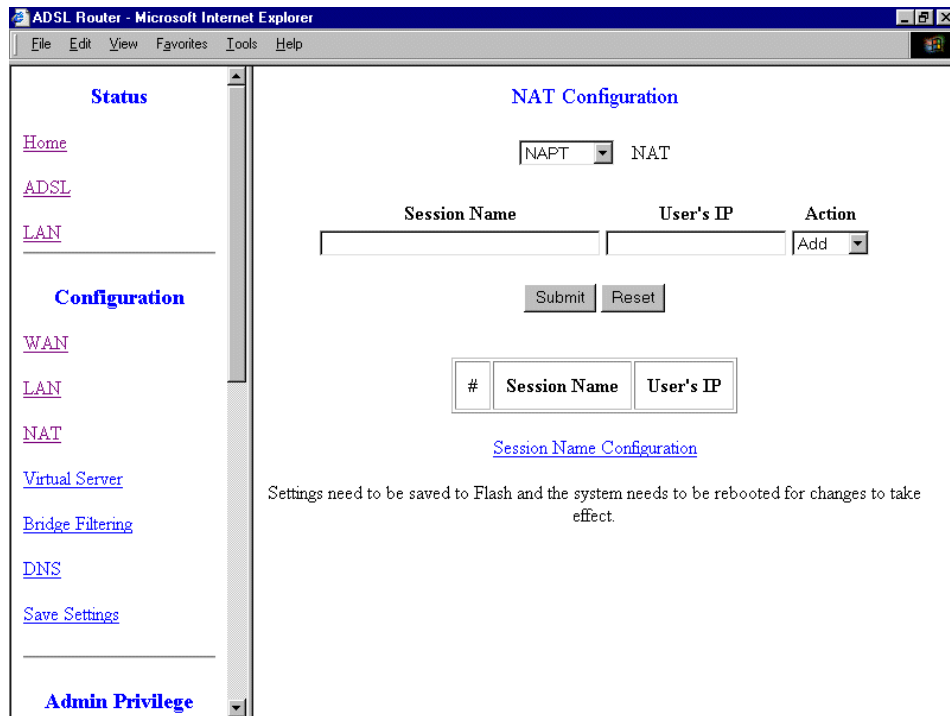 ADSL Router - Microsoft Internet Explorer
File Edit View Favorites Tools Help
Status
Home
ADSL
LAN
Configuration
WAN
LAN
NAT
Virtual Server
Bridge Filtering
DNS
Save Settings
Admin Privilege
NAT Configuration
NAPT NAT
Session Name User's IP Action
Add
Submit Reset
# Session Name User's IP
Session Name Configuration
Settings need to be saved to Flash and the system needs to be rebooted for changes to take
effect.